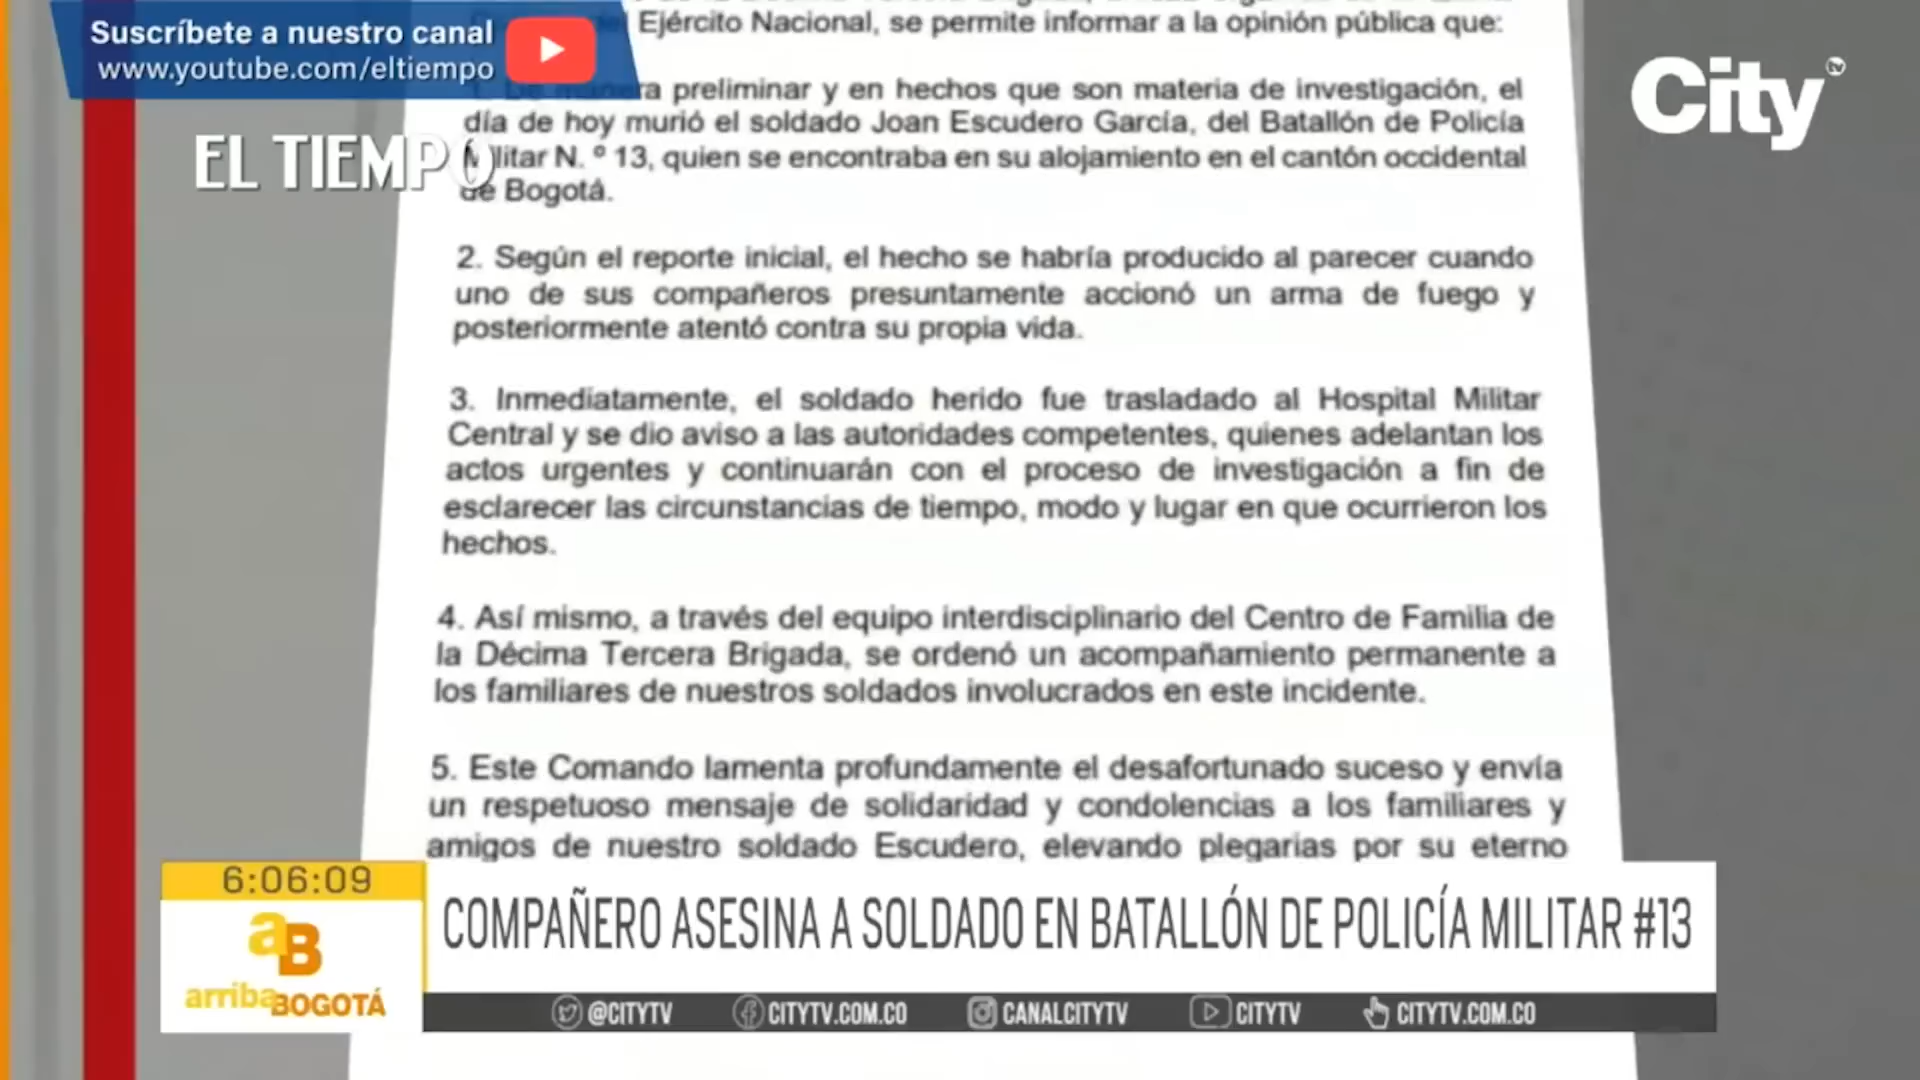 Suscríbete a nuestro canal
www.youtube.com/eltiempo
EL TIEMPO
City tv
Ejército Nacional, se permite informar a la opinión pública que:
1. De manera preliminar y en hechos que son materia de investigación, el
día de hoy murió el soldado Joan Escudero García, del Batallón de Policía
Militar N. º 13, quien se encontraba en su alojamiento en el cantón occidental
de Bogotá.
2. Según el reporte inicial, el hecho se habría producido al parecer cuando
uno de sus compañeros presuntamente accionó un arma de fuego y
posteriormente atentó contra su propia vida.
3. Inmediatamente, el soldado herido fue trasladado al Hospital Militar
Central y se dio aviso a las autoridades competentes, quienes adelantan los
actos urgentes y continuarán con el proceso de investigación a fin de
esclarecer las circunstancias de tiempo, modo y lugar en que ocurrieron los
hechos.
4. Así mismo, a través del equipo interdisciplinario del Centro de Familia de
la Décima Tercera Brigada, se ordenó un acompañamiento permanente a
los familiares de nuestros soldados involucrados en este incidente.
5. Este Comando lamenta profundamente el desafortunado suceso y envía
un respetuoso mensaje de solidaridad y condolencias a los familiares y
amigos de nuestro soldado Escudero, elevando plegarias por su eterno
6:06:09
aB
arriba BOGOTÁ
COMPAÑERO ASESINA A SOLDADO EN BATALLÓN DE POLICÍA MILITAR #13
@CITYTV CITYTV.COM.CO CANALCITYTV CITYTV CITYTV.COM.CO